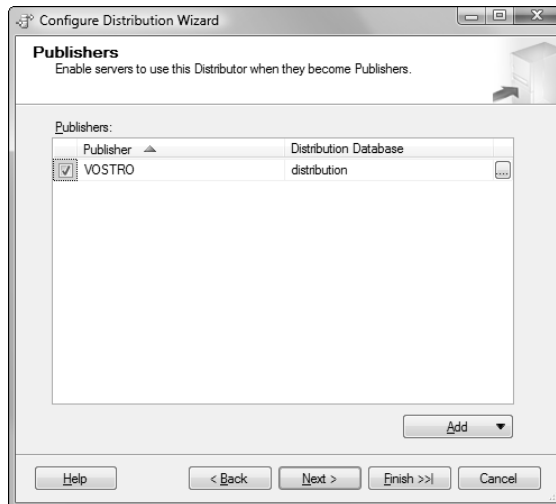 Configure Distribution Wizard
Publishers
Enable servers to use this Distributor when they become Publishers.
Publishers:
Publisher Distribution Database
VOSTRO distribution
...
Add
Help < Back Next > Finish >>| Cancel